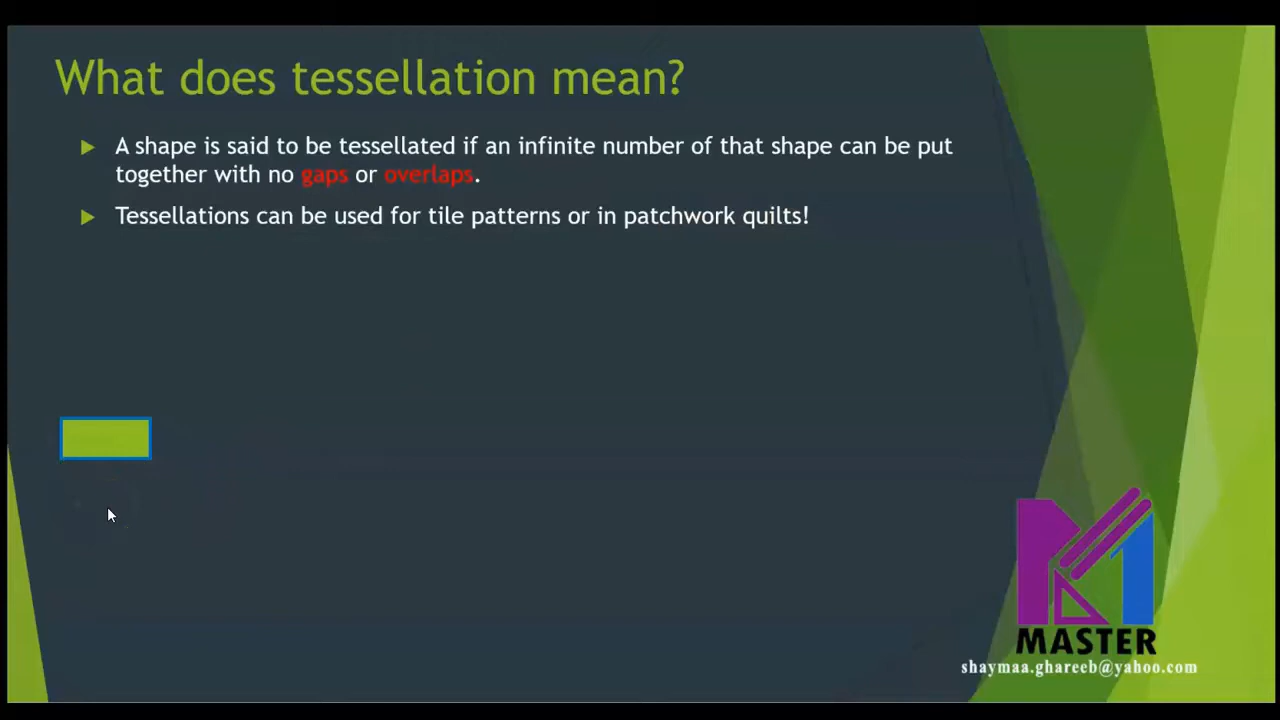 What does tessellation mean?
A shape is said to be tessellated if an infinite number of that shape can be put
together with no gaps or overlaps.
Tessellations can be used for tile patterns or in patchwork quilts!
M1
MASTER
shaymaa.ghareeb@yahoo.com